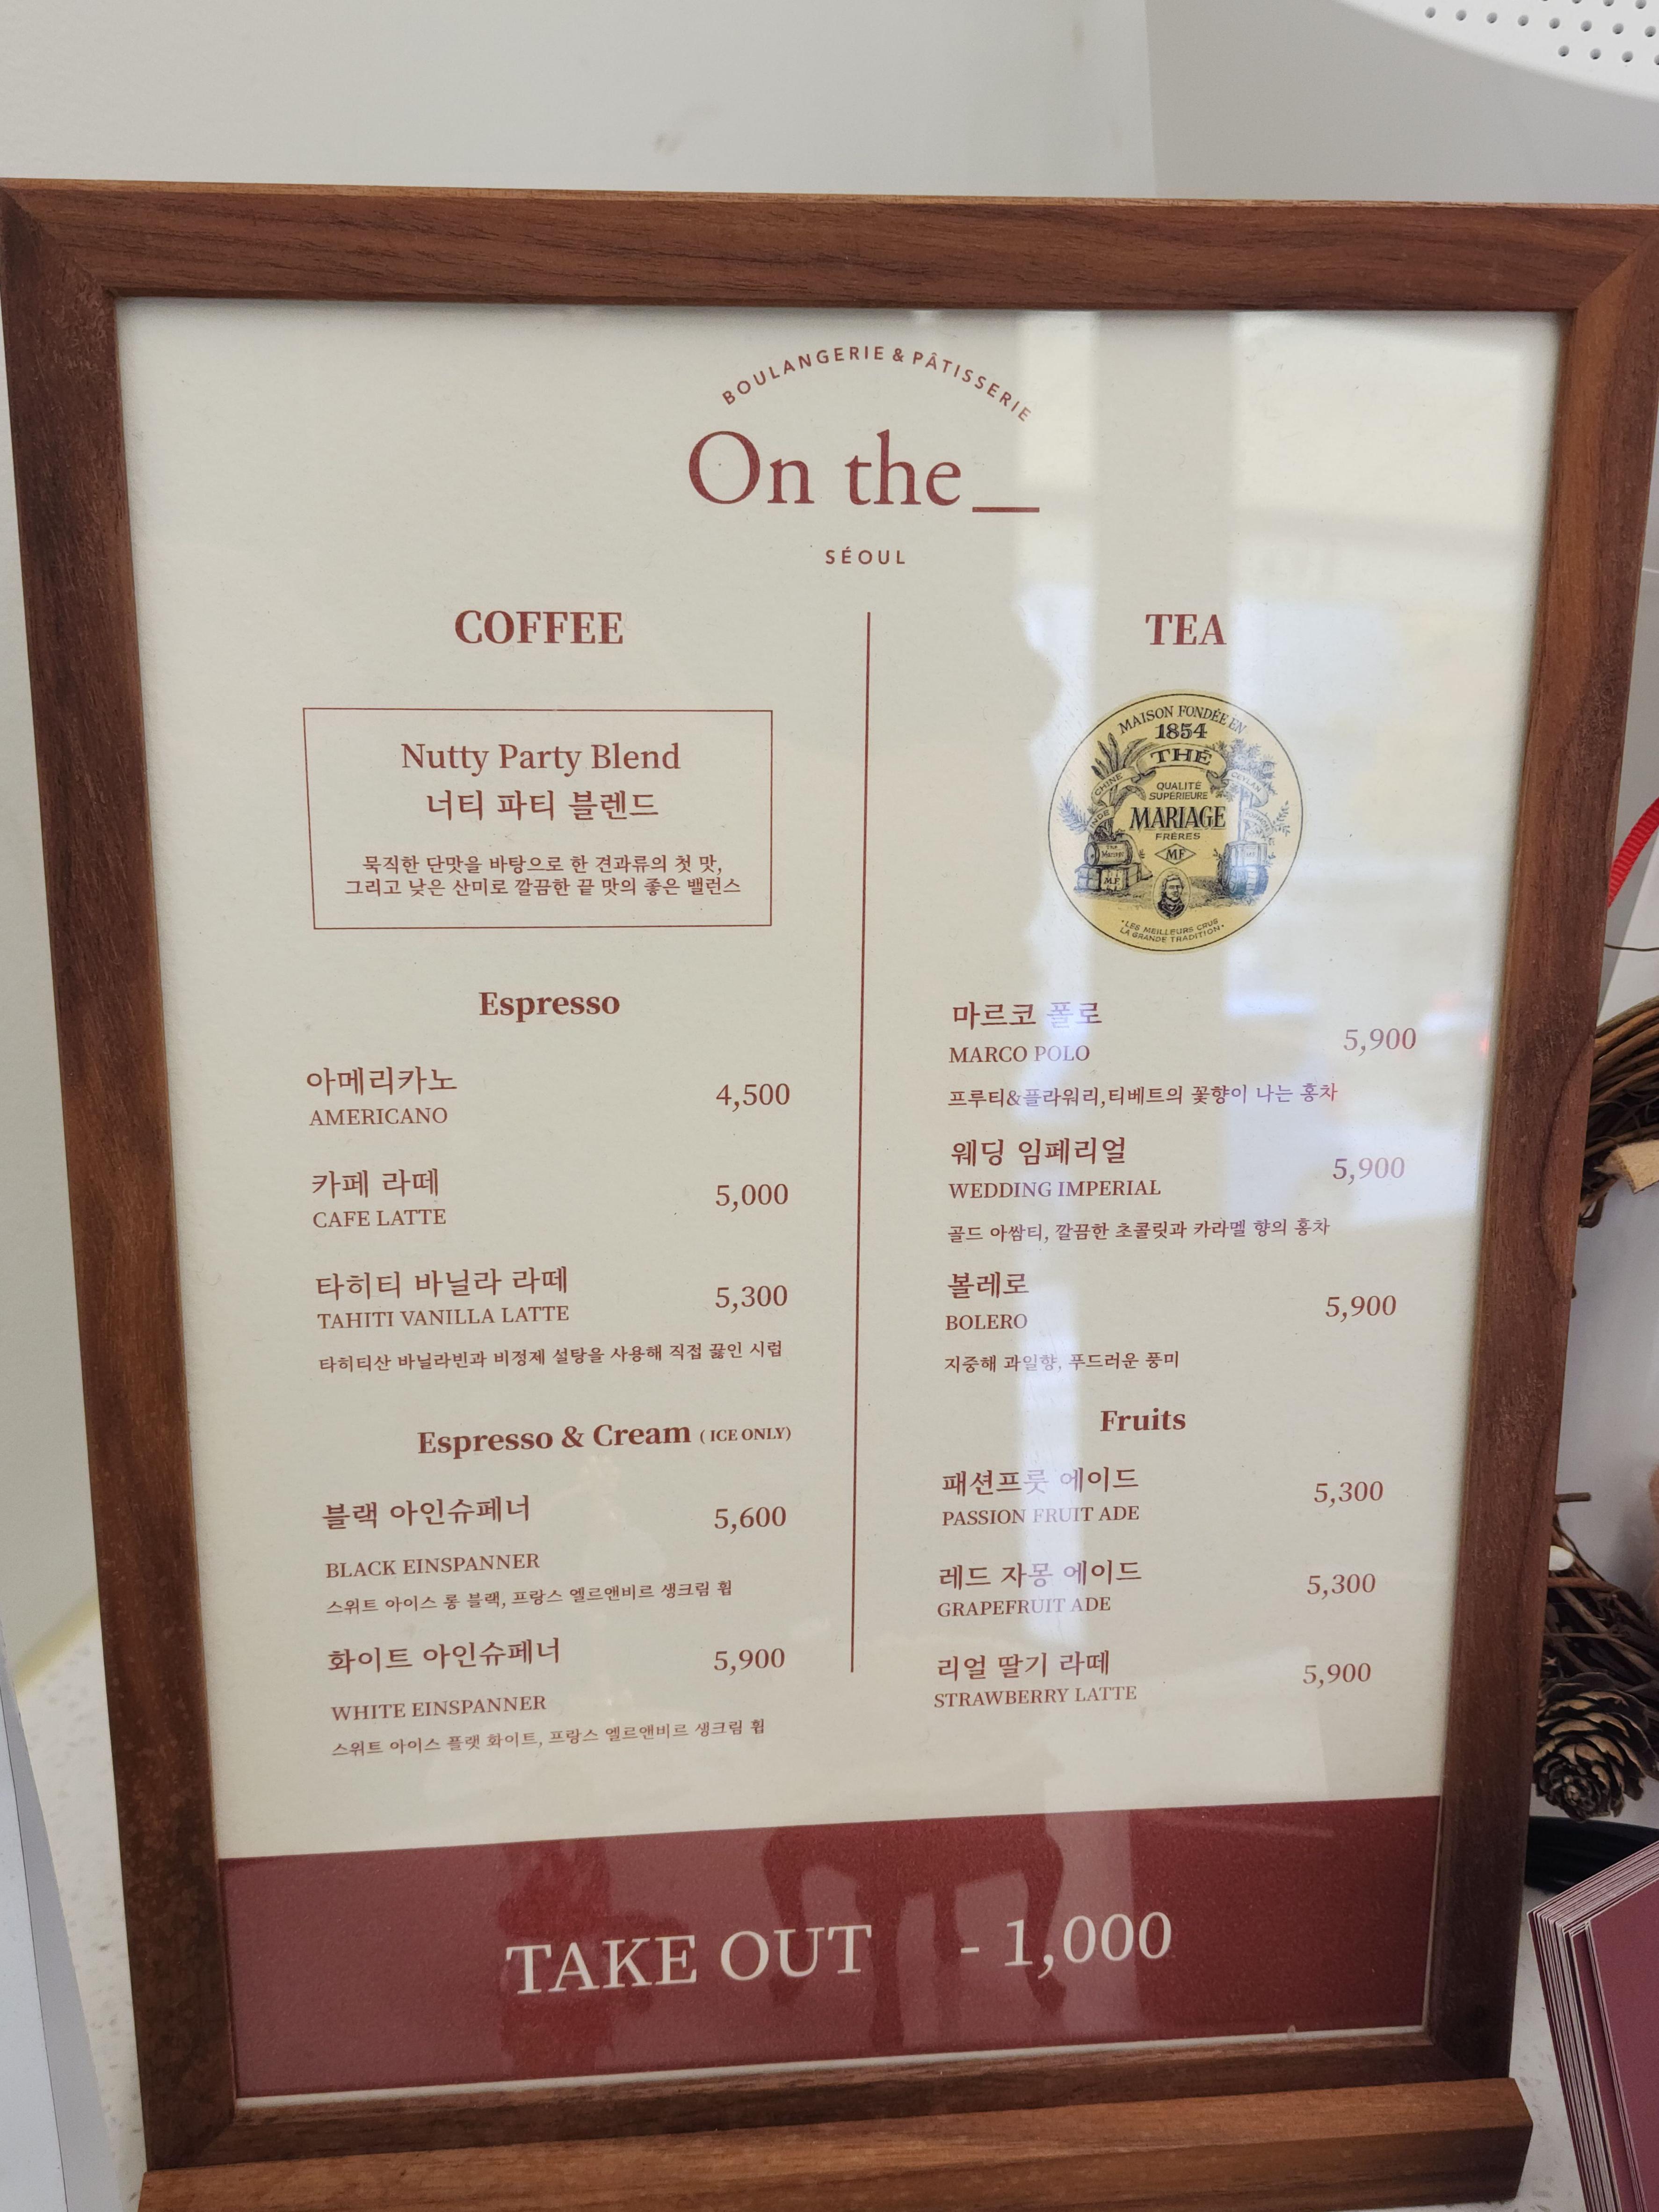 BOULANGERIE & PÂTISSERIE
On the_
SÉOUL
COFFEE
Nutty Party Blend
너티 파티 블렌드
묵직한 단맛을 바탕으로 한 견과류의 첫 맛,
그리고 낮은 산미로 깔끔한 끝 맛의 좋은 밸런스
Espresso
아메리카노
AMERICANO
4,500
카페 라떼
CAFE LATTE
5,000
타히티 바닐라 라떼
TAHITI VANILLA LATTE
5,300
타히티산 바닐라빈과 비정제 설탕을 사용해 직접 끓인 시럽
Espresso & Cream ( ICE ONLY)
블랙 아인슈페너
5,600
BLACK EINSPANNER
스위트 아이스 롱 블랙, 프랑스 엘르앤비르 생크림 휩
화이트 아인슈페너
5,900
WHITE EINSPANNER
스위트 아이스 플랫 화이트, 프랑스 엘르앤비르 생크림 휩
TEA
MAISON FONDÉE EN
1854
THÉ
CHINE
CEYLAN
INDE
QUALITÉ
SUPÉRIEURE
MARIAGE
FRÈRES
MF
MF
•LES MEILLEURS CRUS
LA GRANDE TRADITION•
마르코 폴로
MARCO POLO
5,900
프루티&플라워리,티베트의 꽃향이 나는 홍차
웨딩 임페리얼
WEDDING IMPERIAL
5,900
골드 아쌈티, 깔끔한 초콜릿과 카라멜 향의 홍차
볼레로
BOLERO
5,900
지중해 과일향, 푸드러운 풍미
Fruits
패션프룻 에이드
PASSION FRUIT ADE
5,300
레드 자몽 에이드
GRAPEFRUIT ADE
5,300
리얼 딸기 라떼
STRAWBERRY LATTE
5,900
TAKE OUT - 1,000